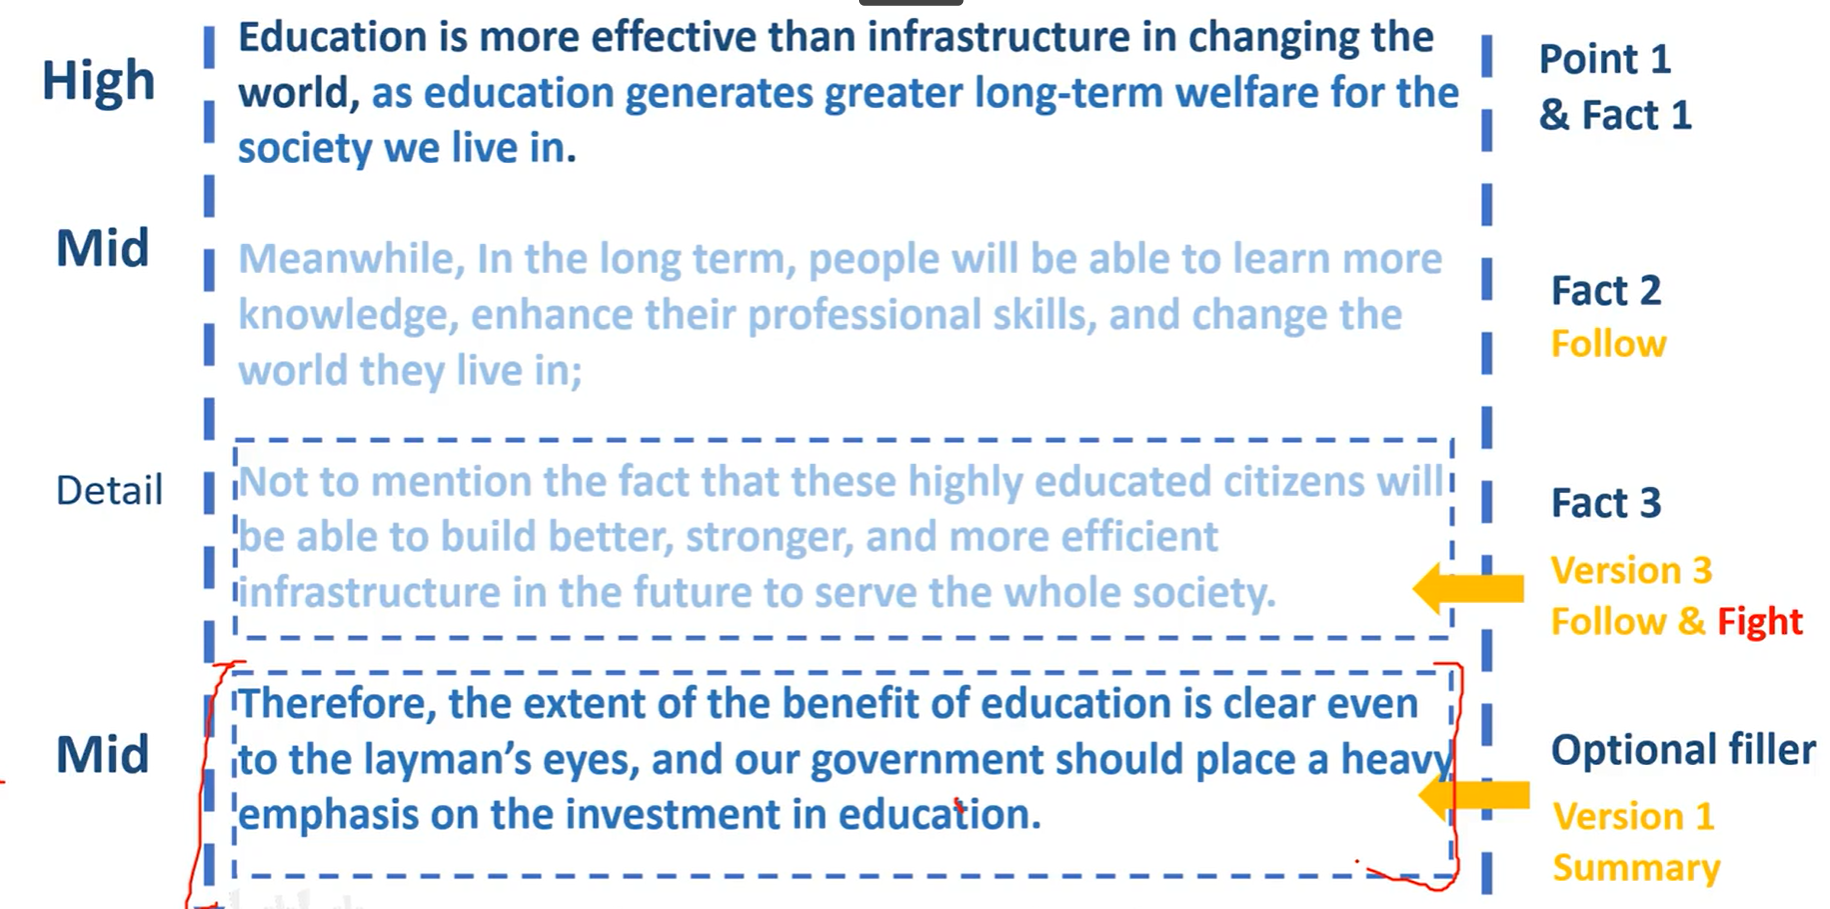 High
Education is more effective than infrastructure in changing the
world, as education generates greater long-term welfare for the
society we live in.
Point 1
& Fact 1
Mid
Meanwhile, In the long term, people will be able to learn more
knowledge, enhance their professional skills, and change the
world they live in;
Fact 2
Follow
Detail
Not to mention the fact that these highly educated citizens will
be able to build better, stronger, and more efficient
infrastructure in the future to serve the whole society.
Fact 3
Version 3
Follow & Fight
Mid
Therefore, the extent of the benefit of education is clear even
to the layman's eyes, and our government should place a heavy
emphasis on the investment in education.
Optional filler
Version 1
Summary